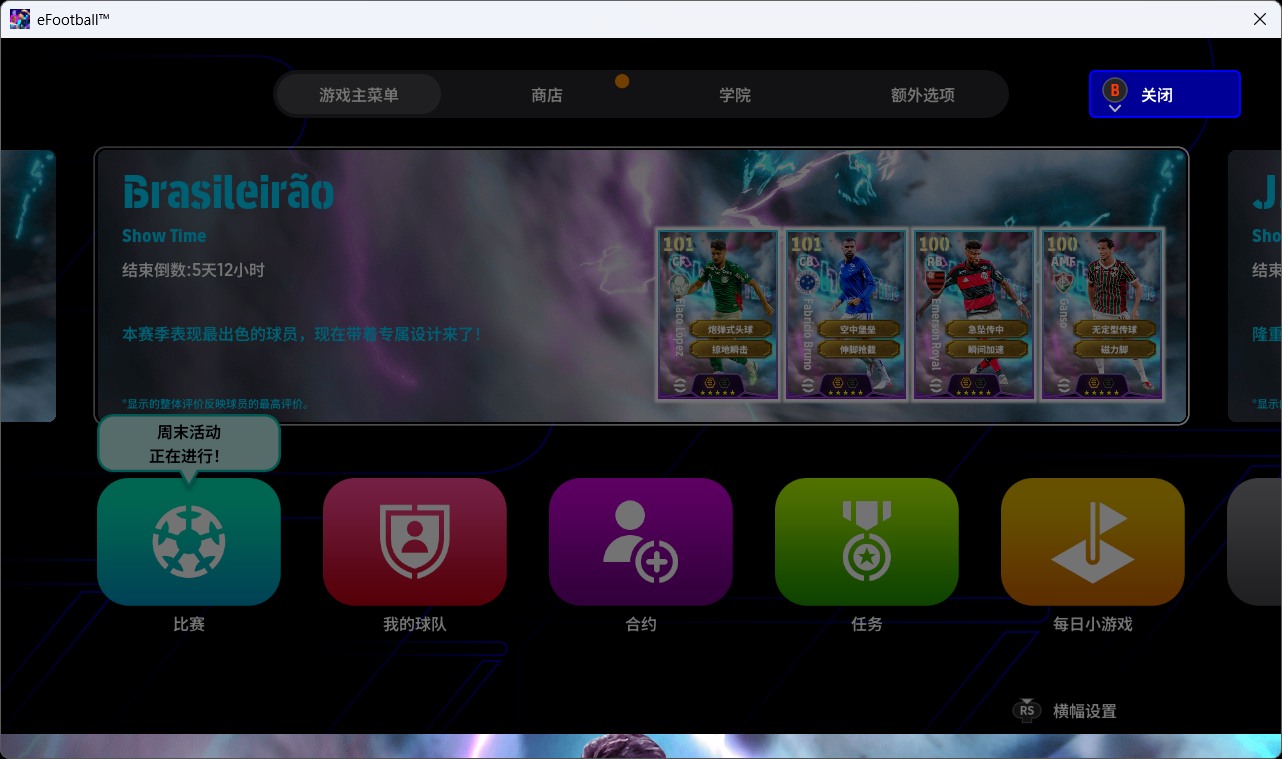 eFootball™
游戏主菜单
商店
学院
额外选项
B
关闭
Brasileirão
Show Time
结束倒数:5天12小时
本赛季表现最出色的球员，现在带着专属设计来了!
*显示的整体评价反映球员的最高评价。
101
CF
Flaco López
炮弹式头球
掠地瞬击
101
CB
Fabrício Bruno
空中堡垒
伸脚抢截
100
RB
Emerson Royal
急坠传中
瞬间加速
100
AMF
Ganso
无定型传球
磁力脚
J
Sho
结束
隆重
*显示
周末活动
正在进行!
比赛
我的球队
合约
任务
每日小游戏
RS
横幅设置